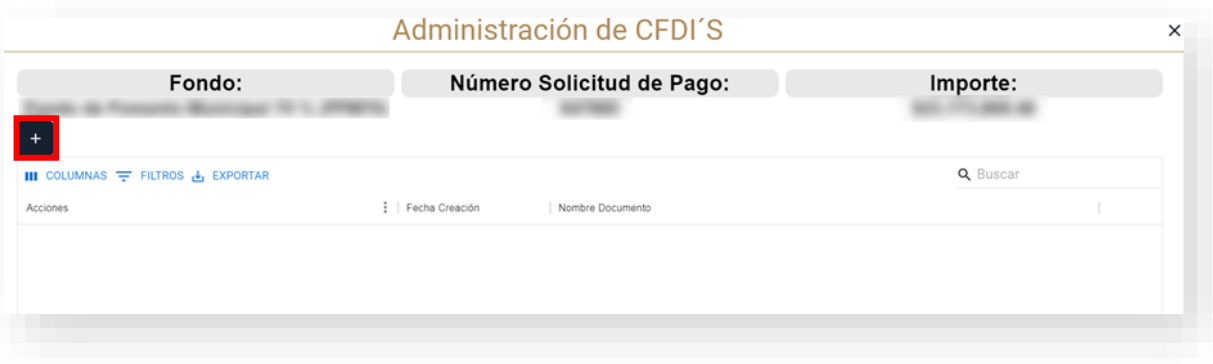 Administración de CFDI´S
Fondo: Número Solicitud de Pago: Importe:
COLUMNAS FILTROS EXPORTAR Buscar
Acciones Fecha Creación Nombre Documento